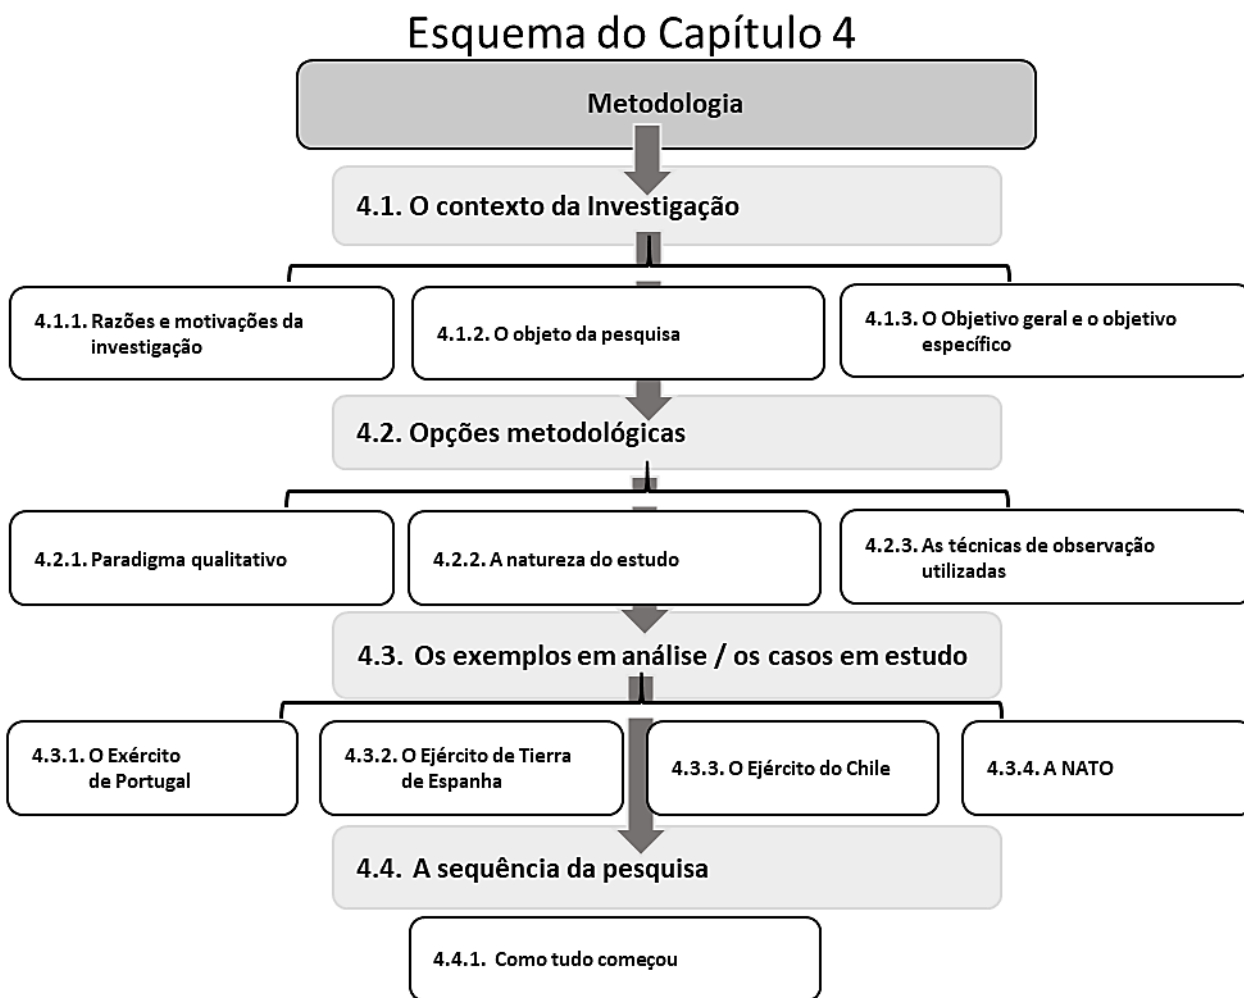 Esquema do Capítulo 4
Metodologia
4.1. O contexto da Investigação
4.1.1. Razões e motivações da
investigação
4.1.2. O objeto da pesquisa
4.1.3. O Objetivo geral e o objetivo
específico
4.2. Opções metodológicas
4.2.1. Paradigma qualitativo
4.2.2. A natureza do estudo
4.2.3. As técnicas de observação
utilizadas
4.3. Os exemplos em análise / os casos em estudo
4.3.1. O Exército
de Portugal
4.3.2. O Ejército de Tierra
de Espanha
4.3.3. O Ejército do Chile
4.3.4. A NATO
4.4. A sequência da pesquisa
4.4.1. Como tudo começou